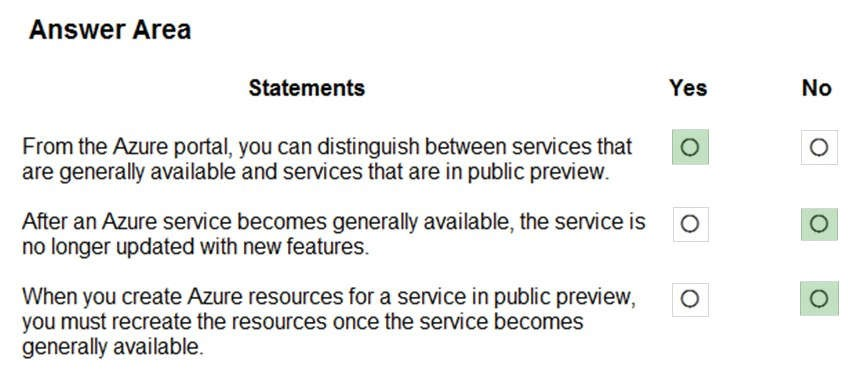 Answer Area
Statements Yes No
From the Azure portal, you can distinguish between services that
are generally available and services that are in public preview.
After an Azure service becomes generally available, the service is
no longer updated with new features.
When you create Azure resources for a service in public preview,
you must recreate the resources once the service becomes
generally available.